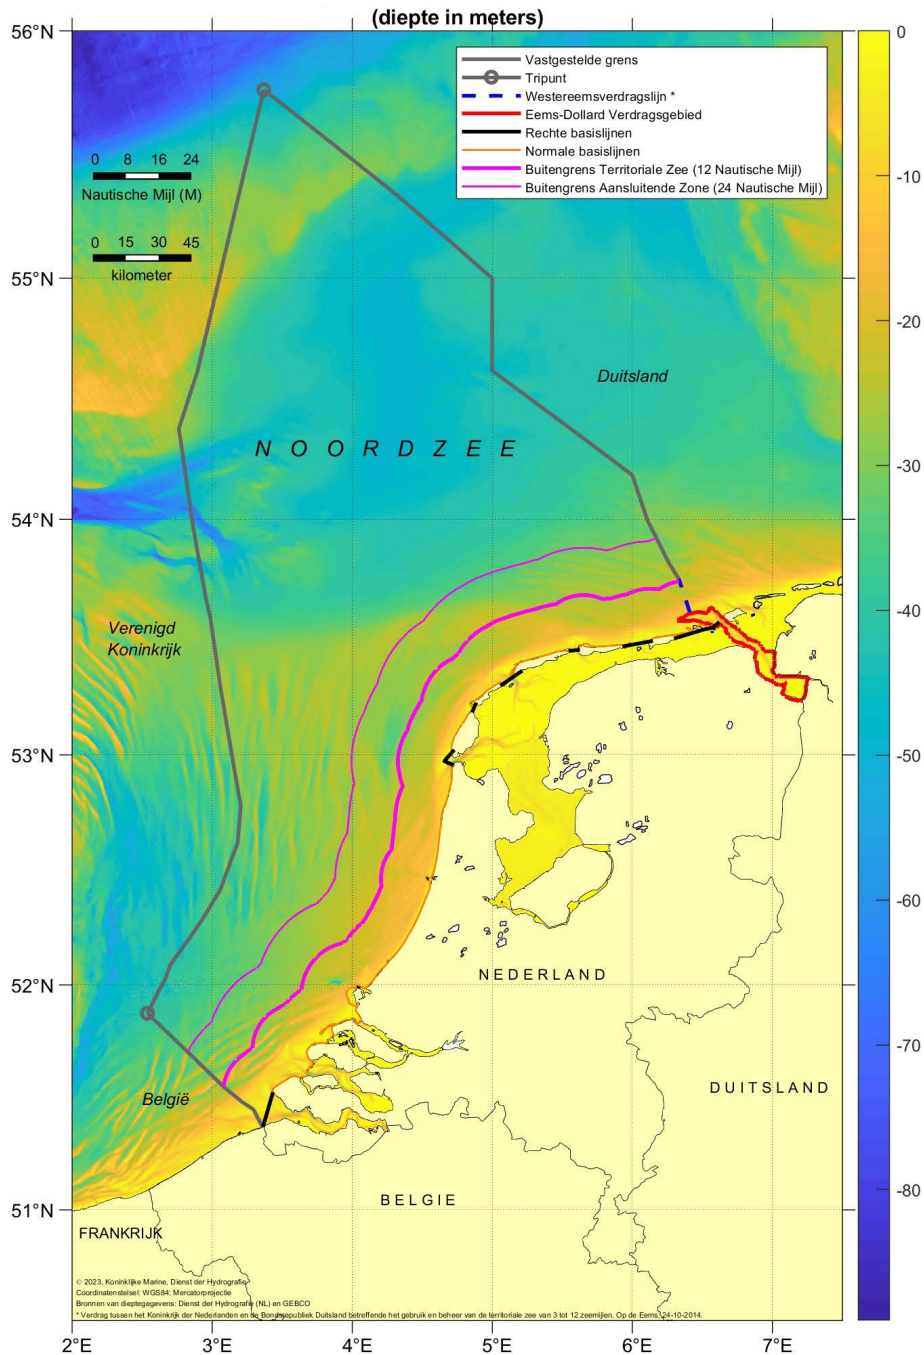 (diepte in meters)
56°N
55°N
54°N
53°N
52°N
51°N
Vastgestelde grens
Tripunt
Westereemsverdragslijn *
Eems-Dollard Verdragsgebied
Rechte basislijnen
Normale basislijnen
Buitengrens Territoriale Zee (12 Nautische Mijl)
Buitengrens Aansluitende Zone (24 Nautische Mijl)
0 8 16 24
Nautische Mijl (M)
0 15 30 45
kilometer
Duitsland
NOORDZEE
Verenigd
Koninkrijk
NEDERLAND
België
DUITSLAND
BELGIE
FRANKRIJK
© 2023, Koninklijke Marine, Dienst der Hydrografie
Coordinatenstelsel: WGS84; Mercatorprojectie
Bronnen van dieptegegevens: Dienst der Hydrografie (NL) en GEBCO
* Verdrag tussen het Koninkrijk der Nederlanden en de Bondsrepubliek Duitsland betreffende het gebruik en beheer van de territoriale zee van 3 tot 12 zeemijlen, Op de Eems, 24-10-2014.
2°E 3°E 4°E 5°E 6°E 7°E
0
-10
-20
-30
-40
-50
-60
-70
-80